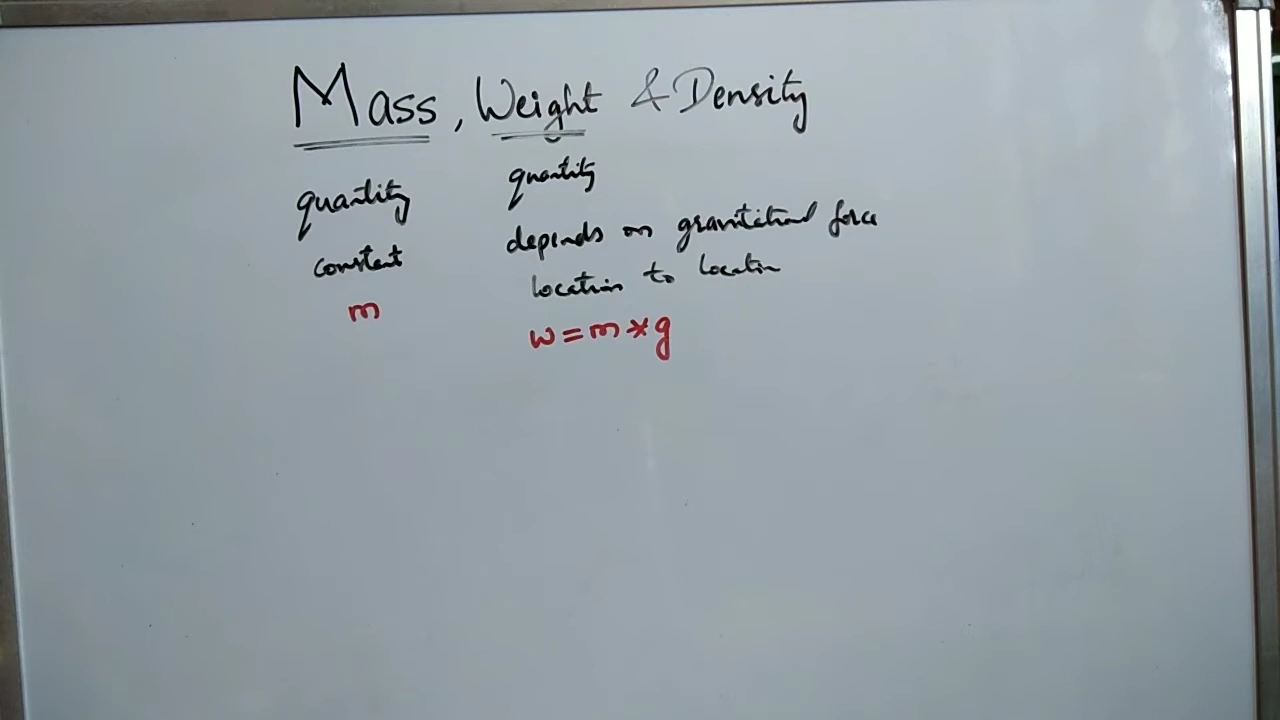 Mass, Weight & Density
quantity
constant
m
quantity
depends on gravitational force
location to location
w = m * g